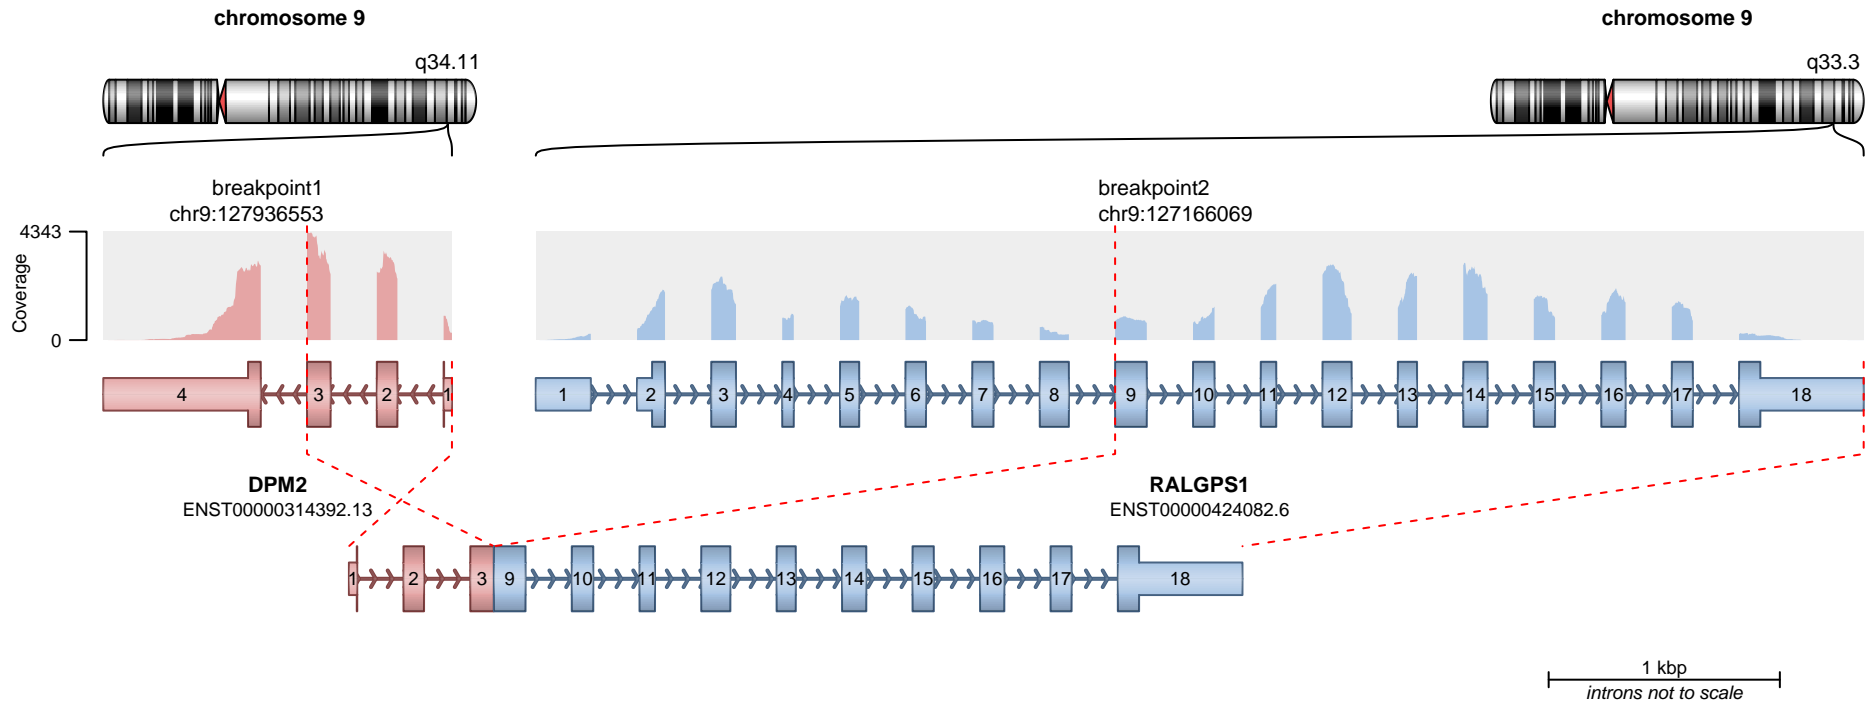 chromosome 9
chromosome 9
q34.11
q33.3
breakpoint1
chr9:127936553
breakpoint2
chr9:127166069
4343
Coverage
0
4 3 2 1
1 2 3 4 5 6 7 8 9 10 11 12 13 14 15 16 17 18
DPM2
ENST00000314392.13
RALGPS1
ENST00000424082.6
1 2 3 9 10 11 12 13 14 15 16 17 18
1 kbp
introns not to scale